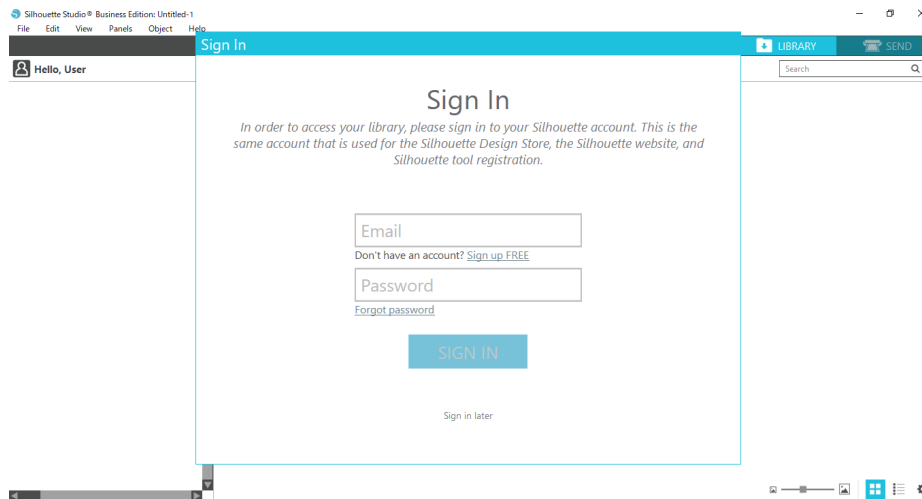 Silhouette Studio® Business Edition: Untitled-1
File Edit View Panels Object Help
Sign In
LIBRARY
SEND
Hello, User
Search
Sign In
In order to access your library, please sign in to your Silhouette account. This is the
same account that is used for the Silhouette Design Store, the Silhouette website, and
Silhouette tool registration.
Email
Don't have an account? Sign up FREE
Password
Forgot password
SIGN IN
Sign in later